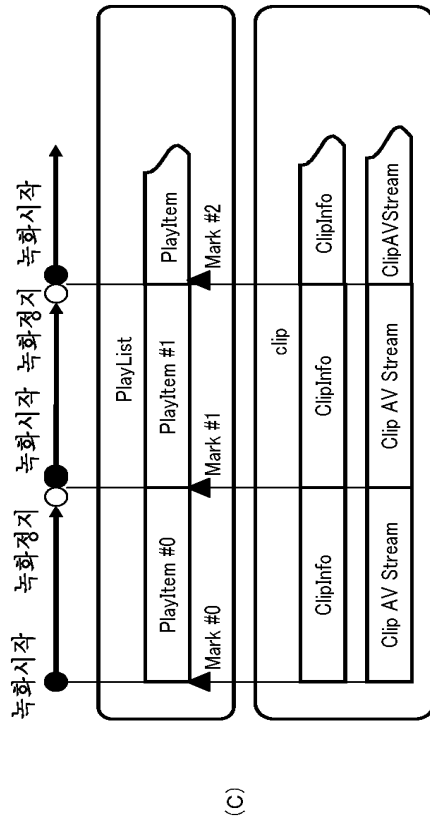 녹화시작
녹화정지
녹화시작
녹화정지
녹화시작
PlayList
PlayItem #0
PlayItem #1
PlayItem
Mark #0
Mark #1
Mark #2
clip
ClipInfo
ClipInfo
ClipInfo
Clip AV Stream
Clip AV Stream
ClipAVStream
(C)